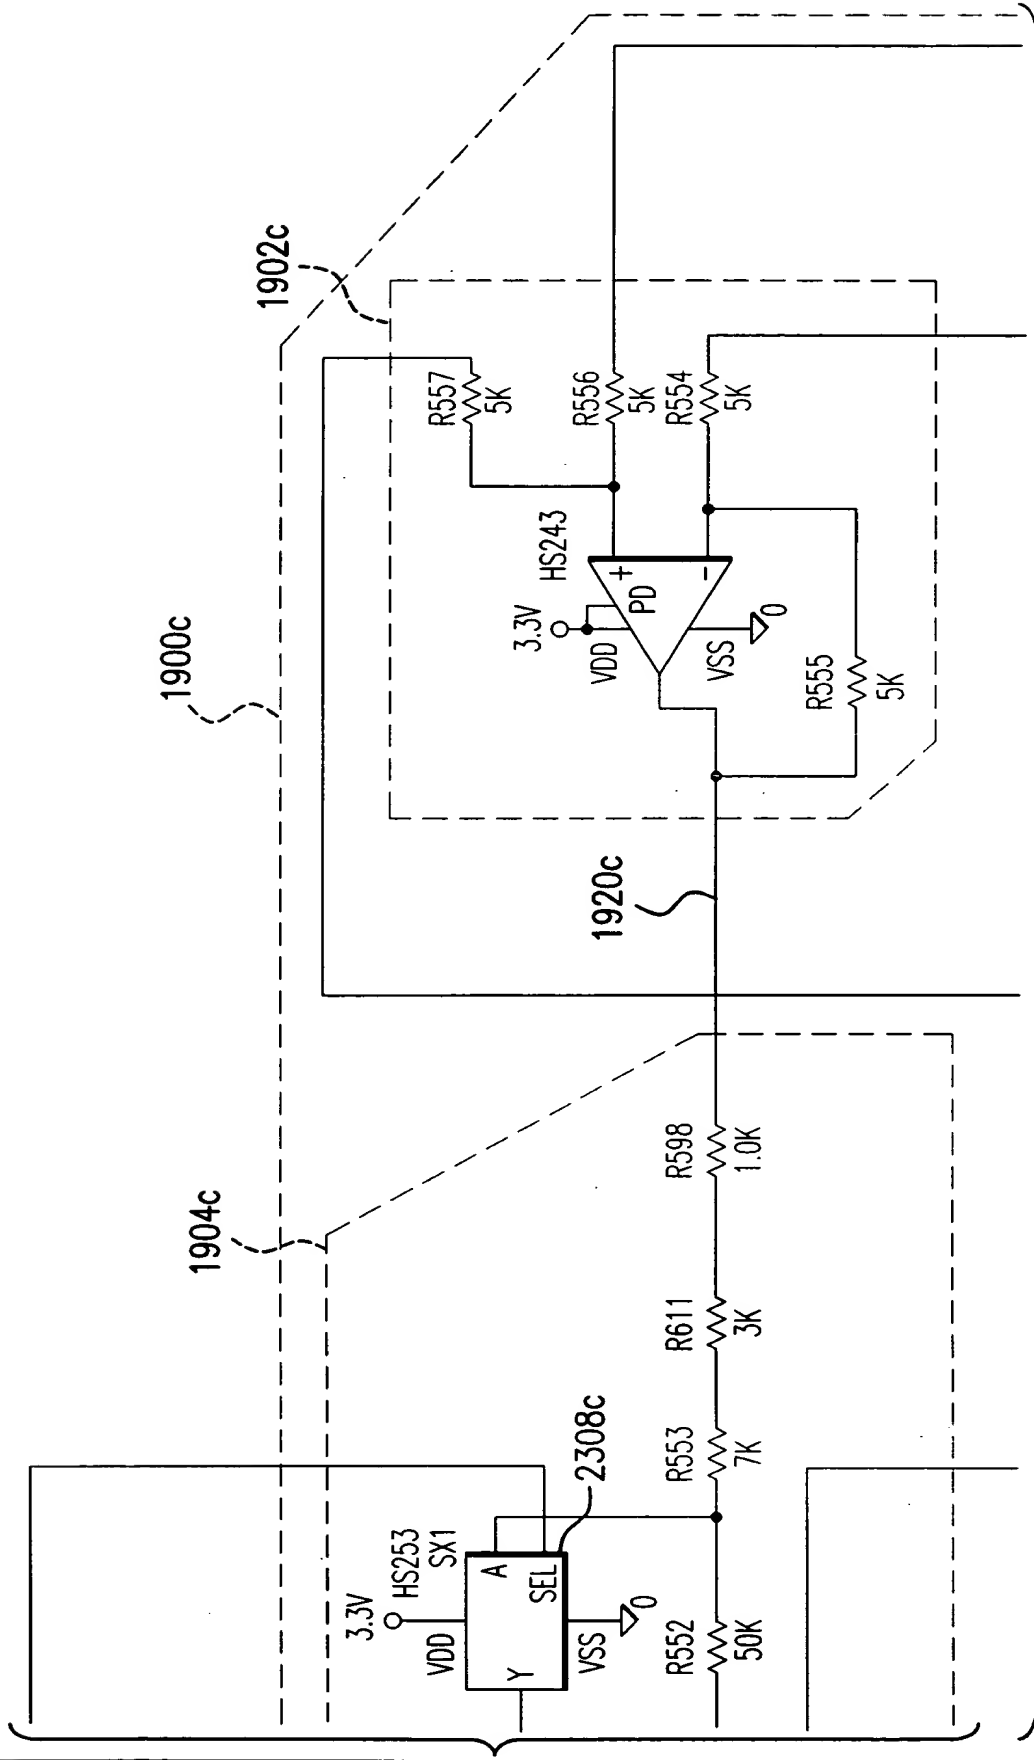 1900c
1902c
1904c
1920c
R557
5K
R556
5K
R554
5K
HS243
3.3V
VDD
PD
+
-
VSS
0
R555
5K
R598
1.0K
R611
3K
R553
7K
2308c
HS253
SX1
3.3V
VDD
A
SEL
Y
VSS
0
R552
50K